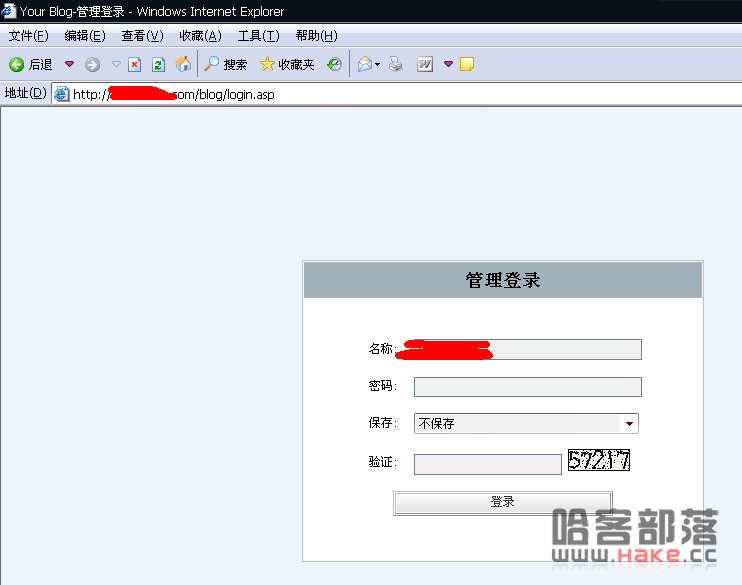 Your Blog-管理登录 - Windows Internet Explorer
文件(F) 编辑(E) 查看(V) 收藏(A) 工具(T) 帮助(H)
后退 搜索 收藏夹 W
地址(D) http:// com/blog/login.asp
管理登录
名称:
密码:
保存: 不保存
验证: 57217
登录
哈客部落
www.HAKE.cc